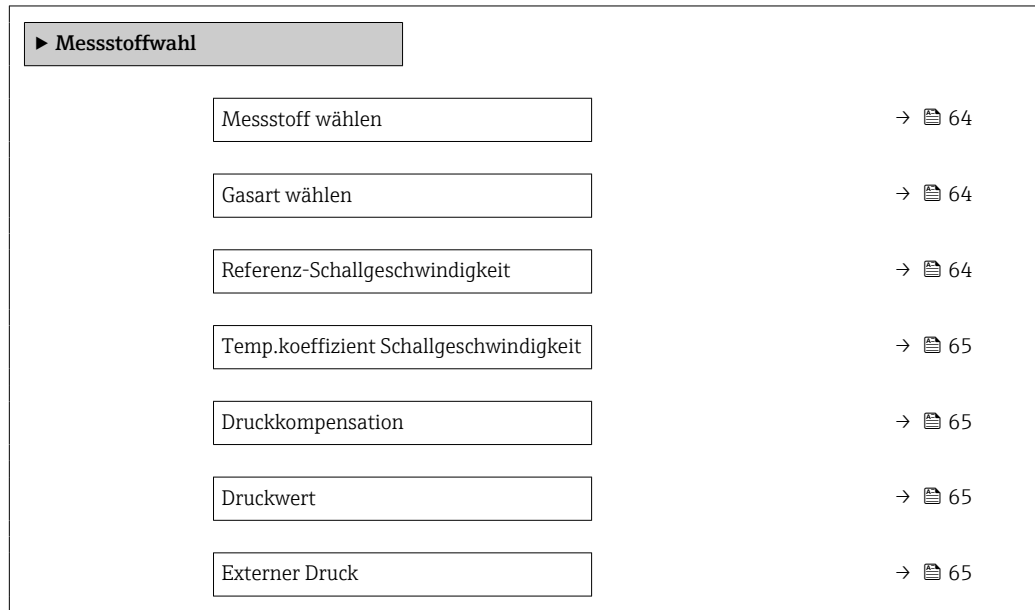 ▶ Messstoffwahl
Messstoff wählen → 64
Gasart wählen → 64
Referenz-Schallgeschwindigkeit → 64
Temp.koeffizient Schallgeschwindigkeit → 65
Druckkompensation → 65
Druckwert → 65
Externer Druck → 65